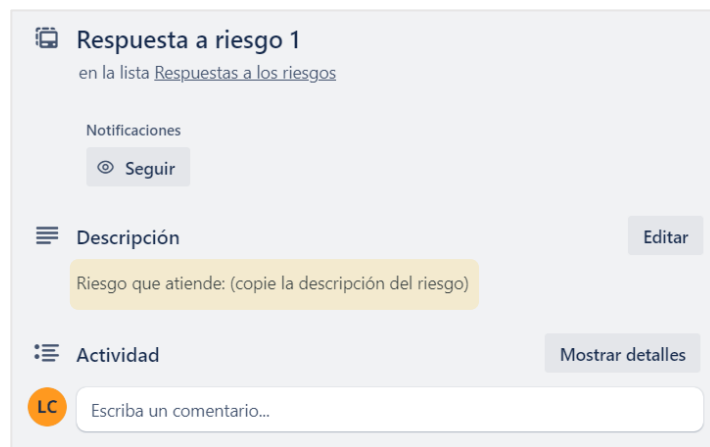 Respuesta a riesgo 1
en la lista Respuestas a los riesgos
Notificaciones
Seguir
Descripción
Editar
Riesgo que atiende: (copie la descripción del riesgo)
Actividad
Mostrar detalles
LC
Escriba un comentario...